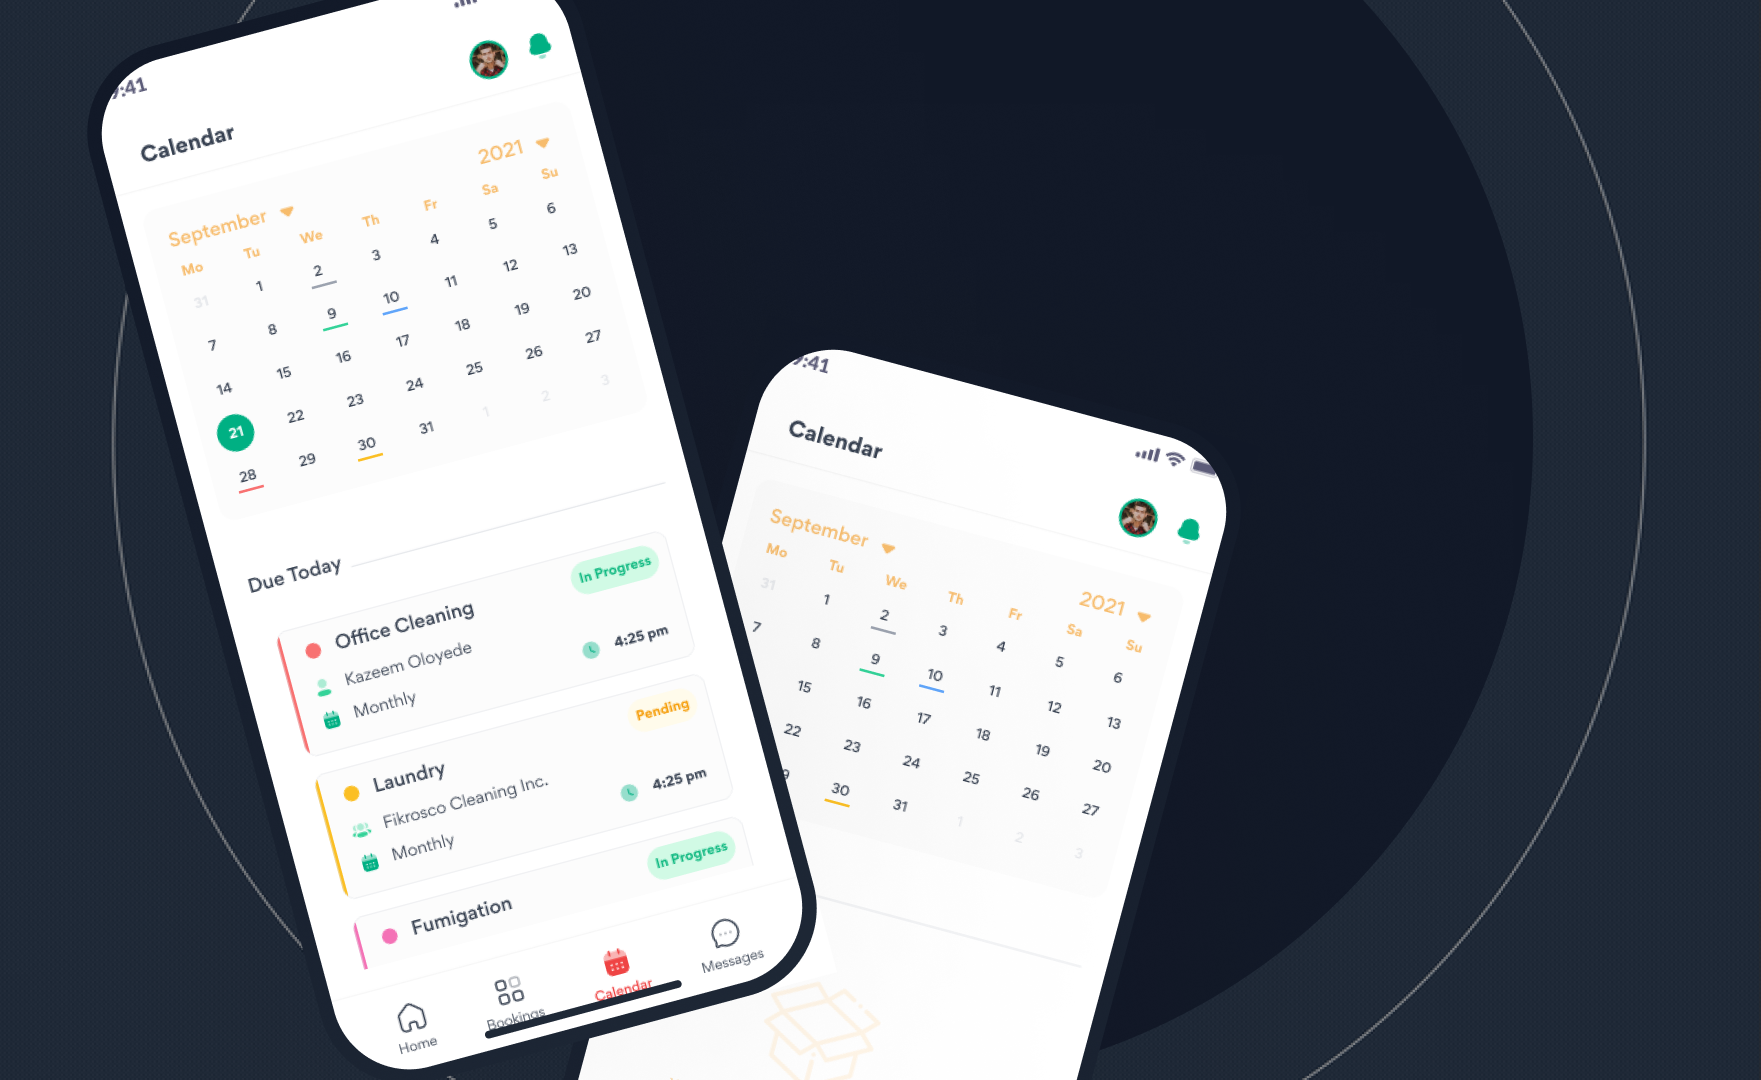 9:41
Calendar
September
2021
Mo Tu We Th Fr Sa Su
31 1 2 3 4 5 6
7 8 9 10 11 12 13
14 15 16 17 18 19 20
21 22 23 24 25 26 27
28 29 30 31 1 2 3
Due Today
Office Cleaning
In Progress
Kazeem Oloyede
4:25 pm
Monthly
Laundry
Pending
Fikrosco Cleaning Inc.
4:25 pm
Monthly
Fumigation
In Progress
Home
Bookings
Calendar
Messages
9:41
Calendar
September
2021
Mo Tu We Th Fr Sa Su
31 1 2 3 4 5 6
7 8 9 10 11 12 13
15 16 17 18 19 20
22 23 24 25 26 27
9 30 31 1 2 3